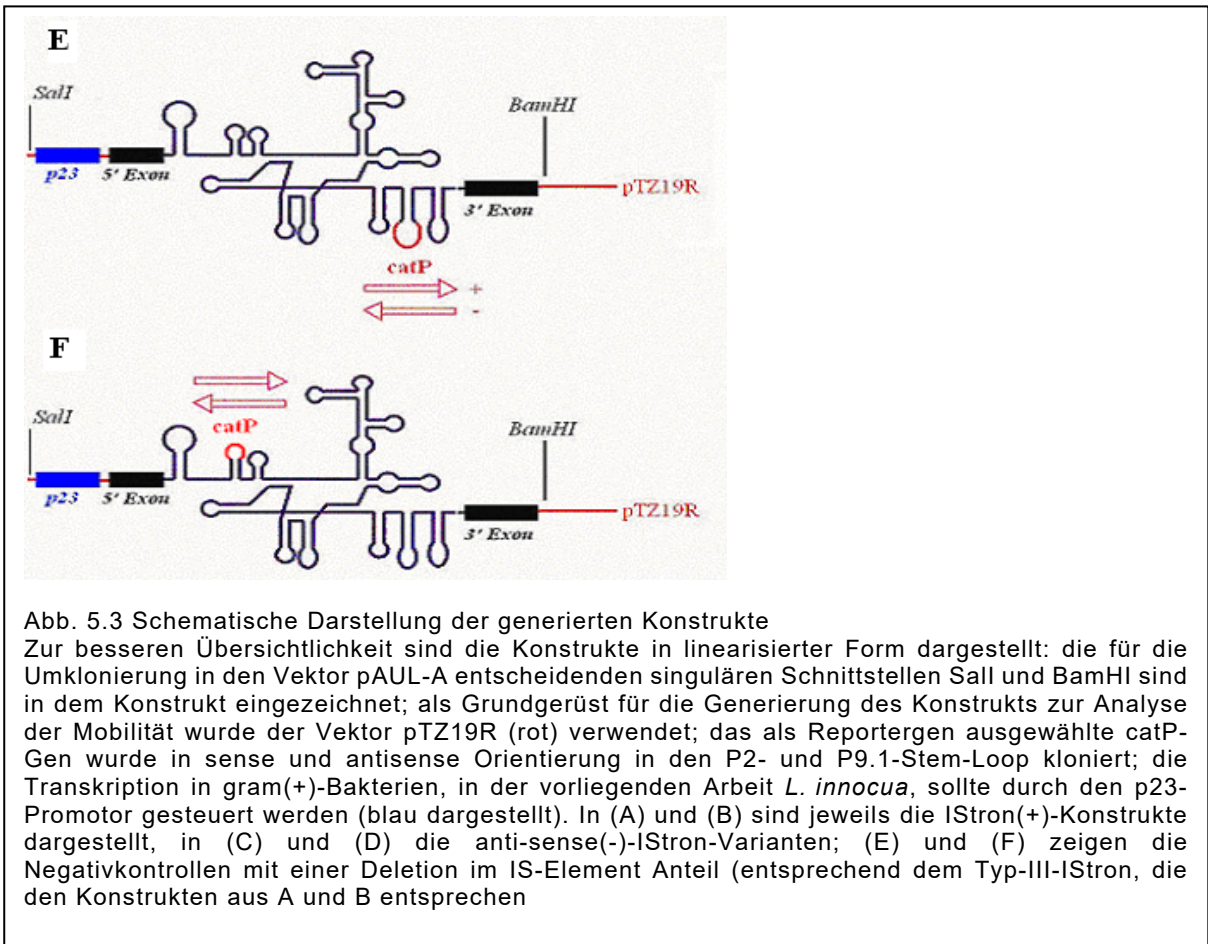 E
SalI
BamHI
p23 5' Exon
pTZ19R
3' Exon
catP
+
-
F
SalI
catP
BamHI
p23 5' Exon
pTZ19R
3' Exon
Abb. 5.3 Schematische Darstellung der generierten Konstrukte
Zur besseren Übersichtlichkeit sind die Konstrukte in linearisierter Form dargestellt: die für die
Umklonierung in den Vektor pAUL-A entscheidenden singulären Schnittstellen SalI und BamHI sind
in dem Konstrukt eingezeichnet; als Grundgerüst für die Generierung des Konstrukts zur Analyse
der Mobilität wurde der Vektor pTZ19R (rot) verwendet; das als Reportergen ausgewählte catP-
Gen wurde in sense und antisense Orientierung in den P2- und P9.1-Stem-Loop kloniert; die
Transkription in gram(+)-Bakterien, in der vorliegenden Arbeit L. innocua, sollte durch den p23-
Promotor gesteuert werden (blau dargestellt). In (A) und (B) sind jeweils die IStron(+)-Konstrukte
dargestellt, in (C) und (D) die anti-sense(-)-IStron-Varianten; (E) und (F) zeigen die
Negativkontrollen mit einer Deletion im IS-Element Anteil (entsprechend dem Typ-III-IStron, die
den Konstrukten aus A und B entsprechen